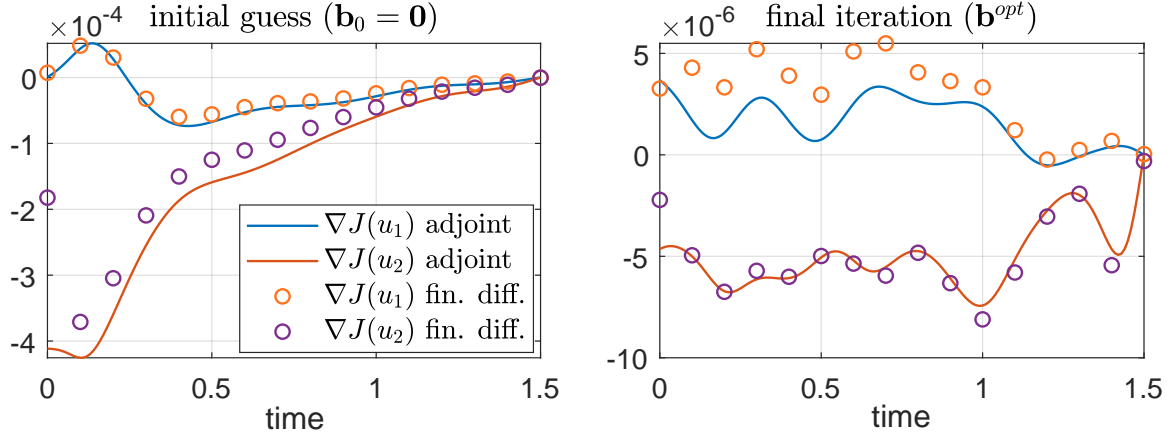 initial guess (b₀ = 0)
×10⁻⁴
0
-1
-2
-3
-4
0
0.5
1
1.5
time
∇J(u₁) adjoint
∇J(u₂) adjoint
∇J(u₁) fin. diff.
∇J(u₂) fin. diff.
final iteration (bᵒᵖᵗ)
×10⁻⁶
5
0
-5
-10
0
0.5
1
1.5
time